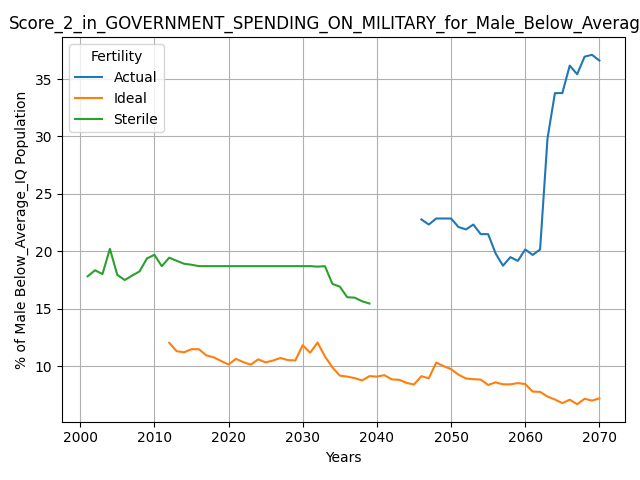 Score_2_in_GOVERNMENT_SPENDING_ON_MILITARY_for_Male_Below_Averag
% of Male Below_Average_IQ Population
Fertility
Actual
Ideal
Sterile
35
30
25
20
15
10
2000 2010 2020 2030 2040 2050 2060 2070
Years